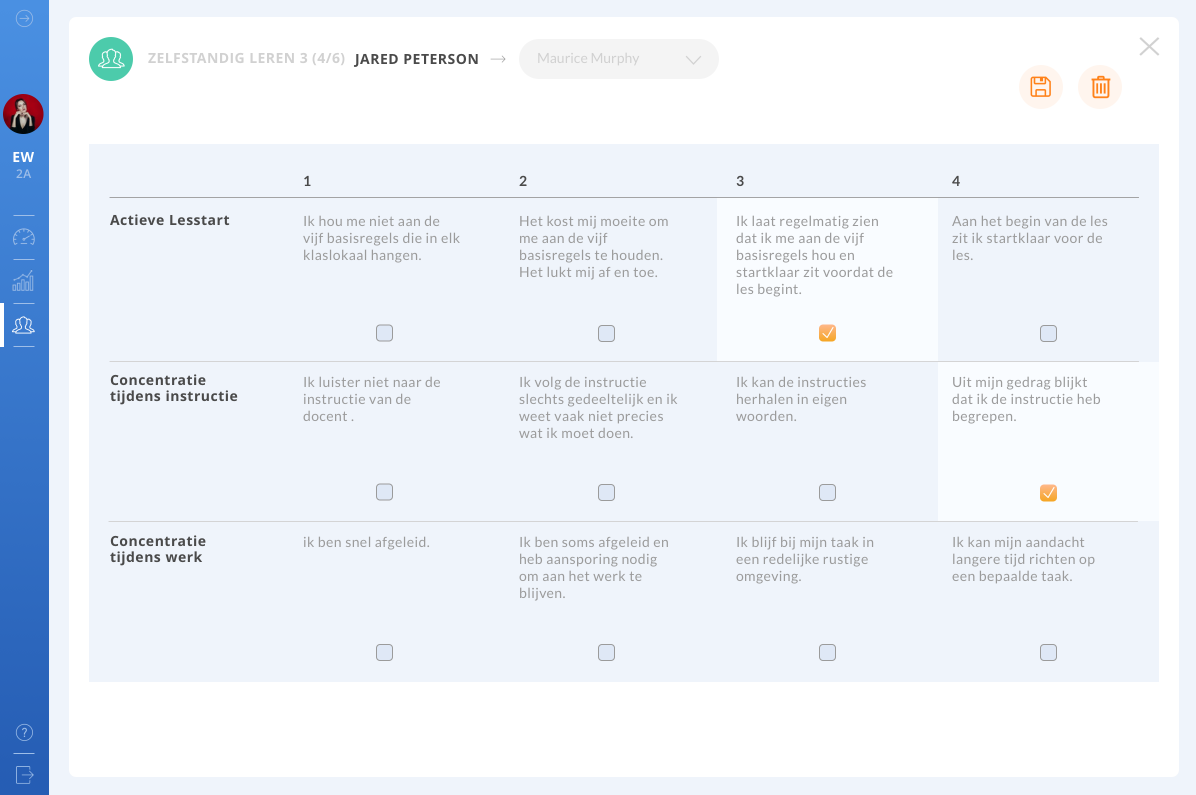 ZELFSTANDIG LEREN 3 (4/6) JARED PETERSON → Maurice Murphy
EW
2A
1 2 3 4
Actieve Lesstart
Ik hou me niet aan de
vijf basisregels die in elk
klaslokaal hangen.
Het kost mij moeite om
me aan de vijf
basisregels te houden.
Het lukt mij af en toe.
Ik laat regelmatig zien
dat ik me aan de vijf
basisregels hou en
startklaar zit voordat de
les begint.
Aan het begin van de les
zit ik startklaar voor de
les.
Concentratie
tijdens instructie
Ik luister niet naar de
instructie van de
docent .
Ik volg de instructie
slechts gedeeltelijk en ik
weet vaak niet precies
wat ik moet doen.
Ik kan de instructies
herhalen in eigen
woorden.
Uit mijn gedrag blijkt
dat ik de instructie heb
begrepen.
Concentratie
tijdens werk
ik ben snel afgeleid.
Ik ben soms afgeleid en
heb aansporing nodig
om aan het werk te
blijven.
Ik blijf bij mijn taak in
een redelijke rustige
omgeving.
Ik kan mijn aandacht
langere tijd richten op
een bepaalde taak.
?